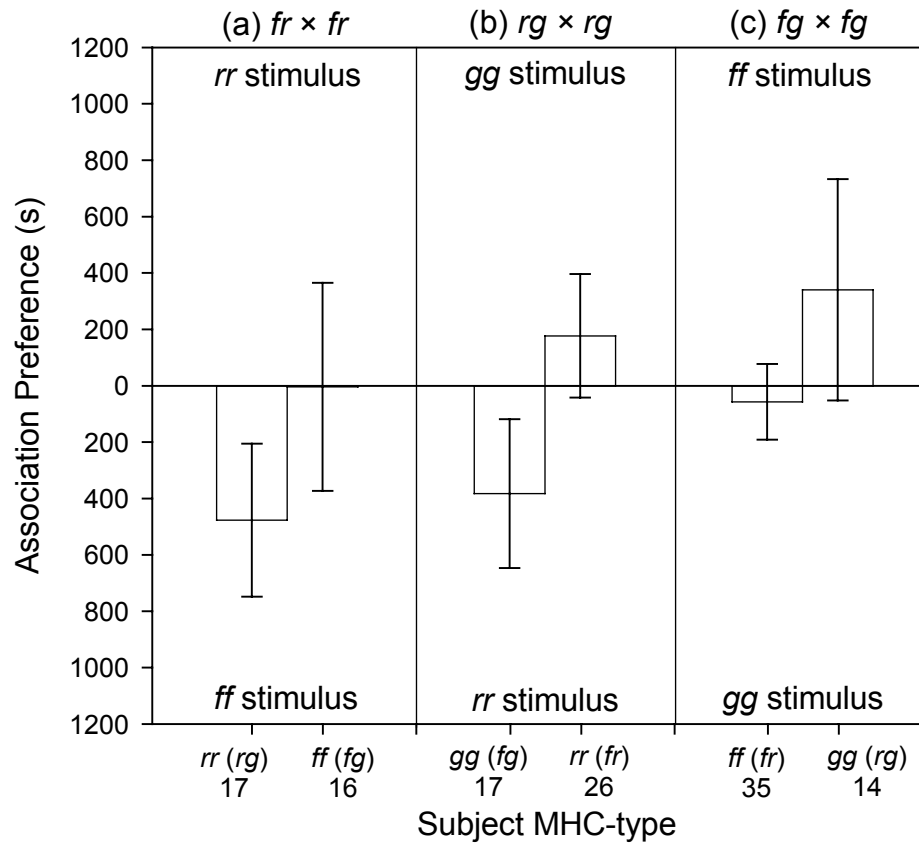 (a) fr × fr (b) rg × rg (c) fg × fg
1200
rr stimulus gg stimulus ff stimulus
1000
800
600
400
200
0
200
400
600
800
1000
ff stimulus rr stimulus gg stimulus
1200
Association Preference (s)
rr (rg) ff (fg) gg (fg) rr (fr) ff (fr) gg (rg)
17 16 17 26 35 14
Subject MHC-type